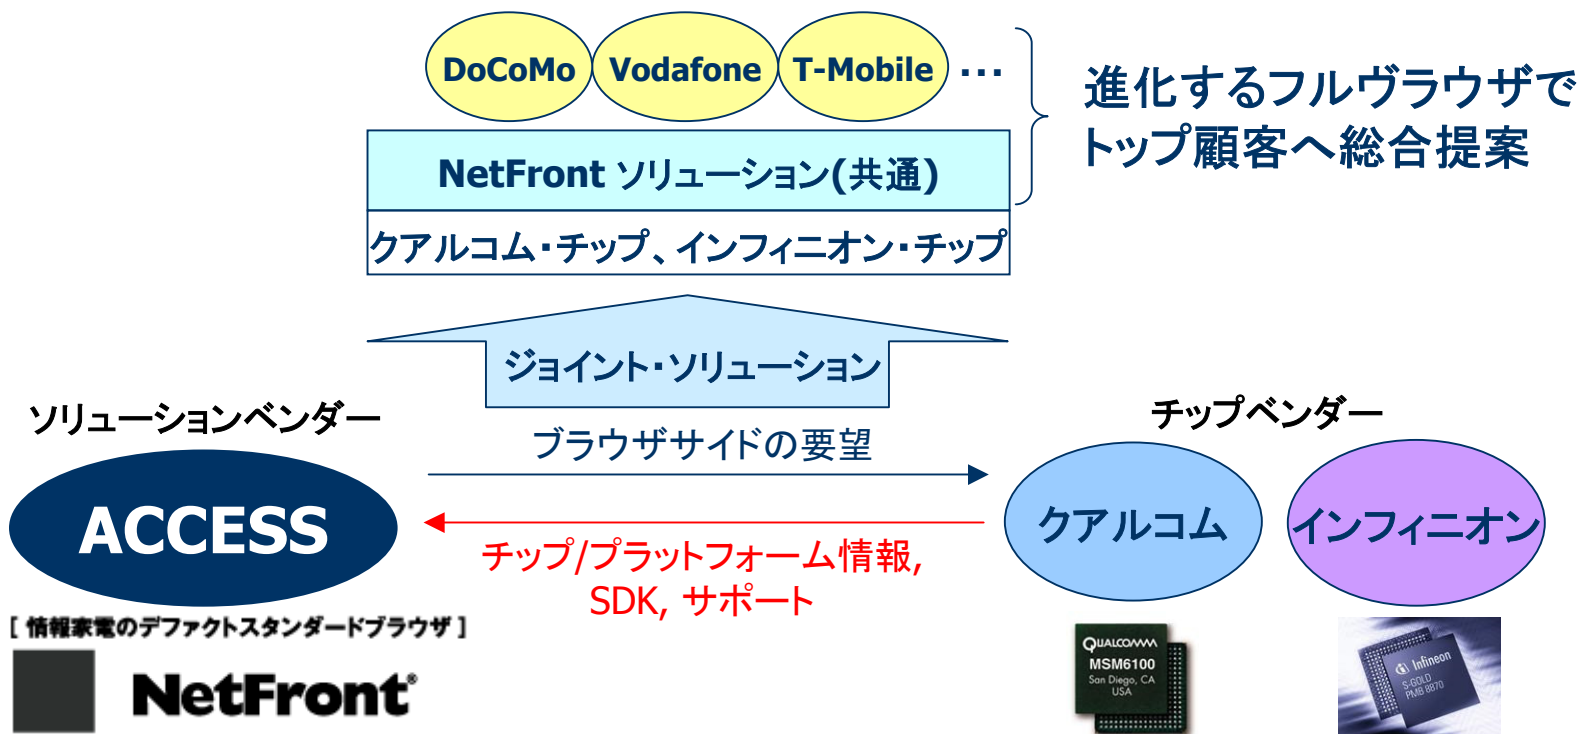 DoCoMo Vodafone T-Mobile ...
進化するフルヴラウザで
トップ顧客へ総合提案
NetFront ソリューション(共通)
クアルコム・チップ、インフィニオン・チップ
ジョイント・ソリューション
ソリューションベンダー
チップベンダー
ブラウザサイドの要望
ACCESS
クアルコム
インフィニオン
チップ/プラットフォーム情報,
SDK, サポート
[ 情報家電のデファクトスタンダードブラウザ ]
NetFront®
QUALCOMM
MSM6100
San Diego, CA
USA
Infineon
S-GOLD
PMB 8870